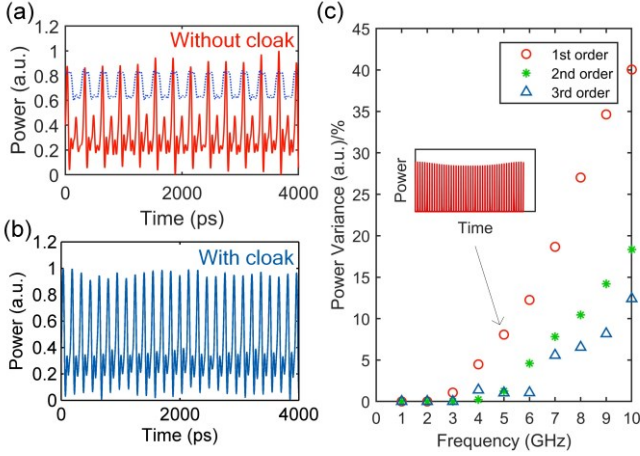 (a)
Without cloak
Power (a.u.)
1.2
1
0.8
0.6
0.4
0.2
0
0
2000
4000
Time (ps)
(b)
With cloak
Power (a.u.)
1.2
1
0.8
0.6
0.4
0.2
0
0
2000
4000
Time (ps)
(c)
Power Variance (a.u.)/%
45
40
35
30
25
20
15
10
5
0
1st order
2nd order
3rd order
Power
Time
0 1 2 3 4 5 6 7 8 9 10
Frequency (GHz)